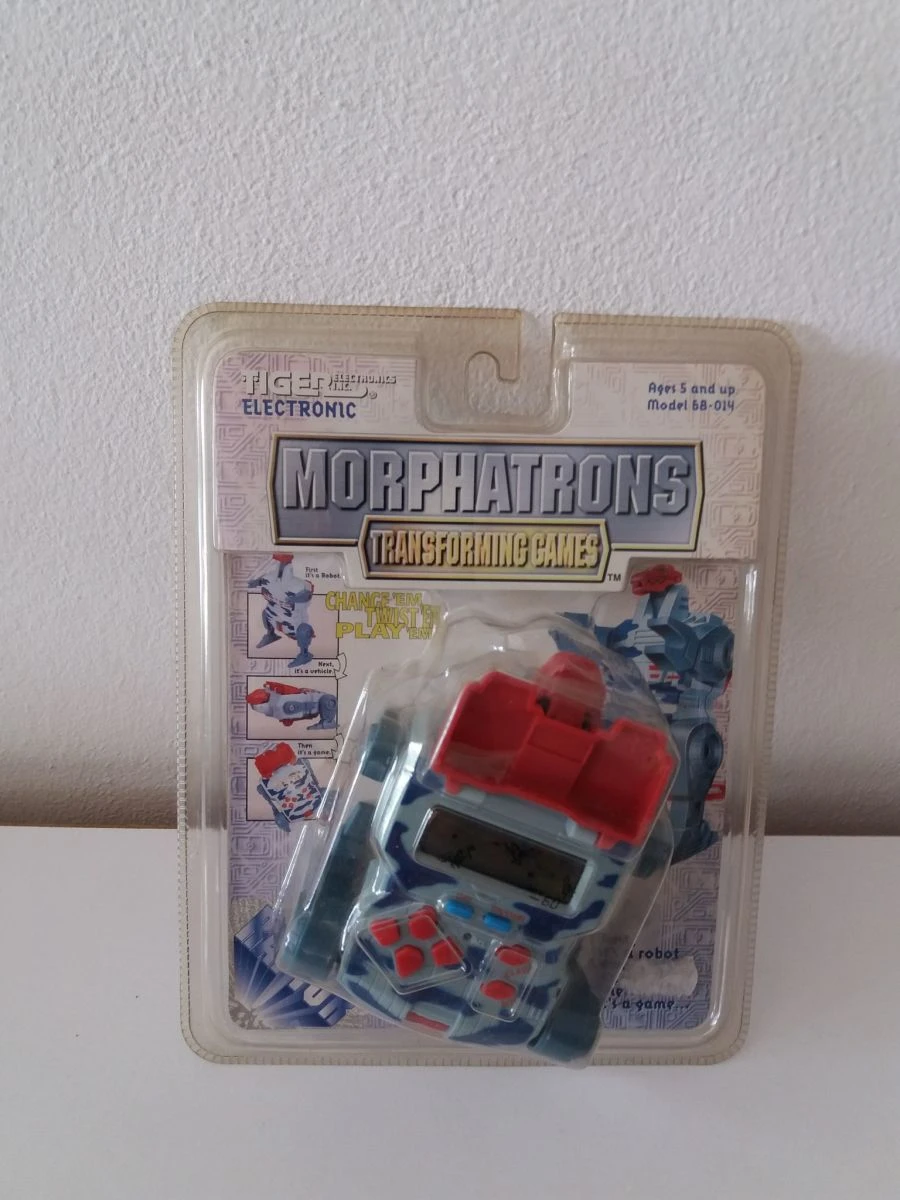 TIGER ELECTRONICS INC. ®
ELECTRONIC
Ages 5 and up
Model 68-014
MORPHATRONS
TRANSFORMING GAMES
TM
First
it's a Robot.
CHANGE 'EM
TWIST 'EM
PLAY 'EM
Next,
it's a vehicle.
Then
it's a game.
a robot
's a game...